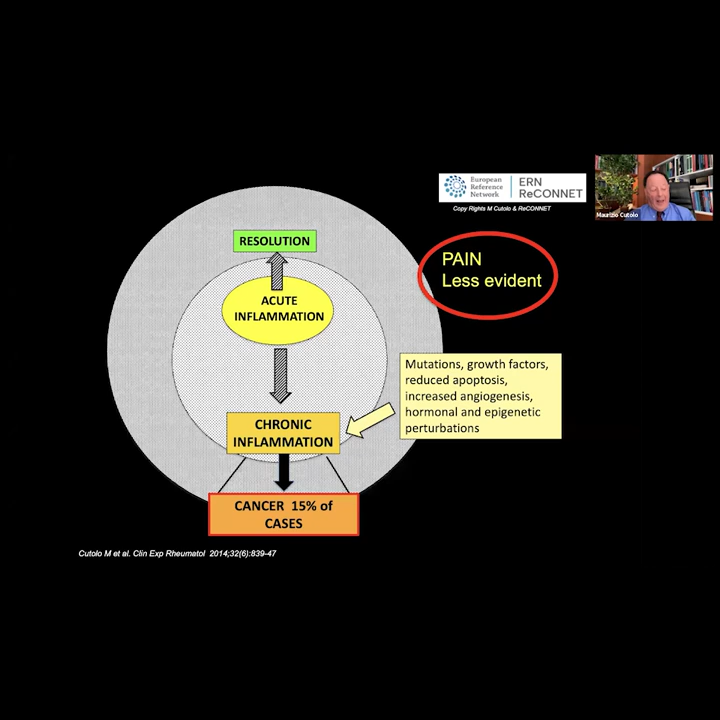 European
Reference
Network
ERN
ReCONNET
Copy Rights M Cutolo & ReCONNET
Maurizio Cutolo
RESOLUTION
PAIN
Less evident
ACUTE
INFLAMMATION
Mutations, growth factors,
reduced apoptosis,
increased angiogenesis,
hormonal and epigenetic
perturbations
CHRONIC
INFLAMMATION
CANCER 15% of
CASES
Cutolo M et al. Clin Exp Rheumatol 2014;32(6):839-47